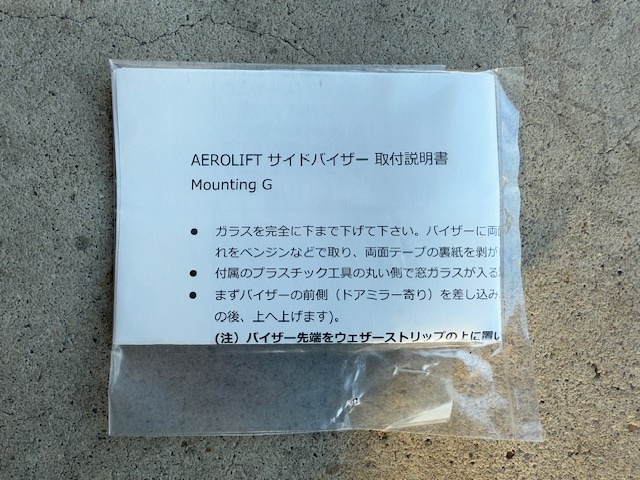 AEROLIFT サイドバイザー 取付説明書
Mounting G
● ガラスを完全に下まで下げて下さい。バイザーに両
れをベンジンなどで取り、両面テープの裏紙を剥が
● 付属のプラスチック工具の丸い側で窓ガラスが入る
● まずバイザーの前側（ドアミラー寄り）を差し込み
の後、上へ上げます)。
(注）バイザー先端をウェザーストリップの上に置い